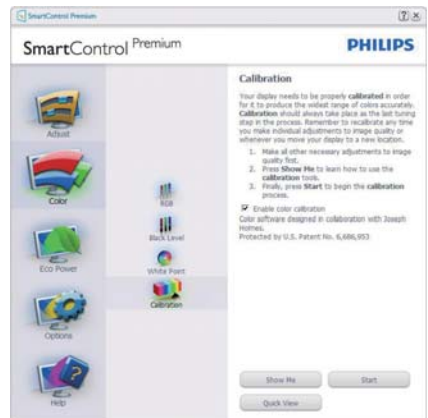 SmartControl Premium
SmartControl Premium
PHILIPS
Adjust
Color
Eco Power
Options
Help
RGB
Black Level
White Point
Calibration
Calibration
Your display needs to be properly calibrated in order
for it to produce the widest range of colors accurately.
Calibration should always take place as the last tuning
step in the process. Remember to recalibrate any time
you make individual adjustments to image quality or
whenever you move your display to a new location.
1. Make all other necessary adjustments to image
quality first.
2. Press Show Me to learn how to use the
calibration tools.
3. Finally, press Start to begin the calibration
process.
Enable color calibration
Color software designed in collaboration with Joseph
Holmes.
Protected by U.S. Patent No. 6,686,953
Show Me
Start
Quick View